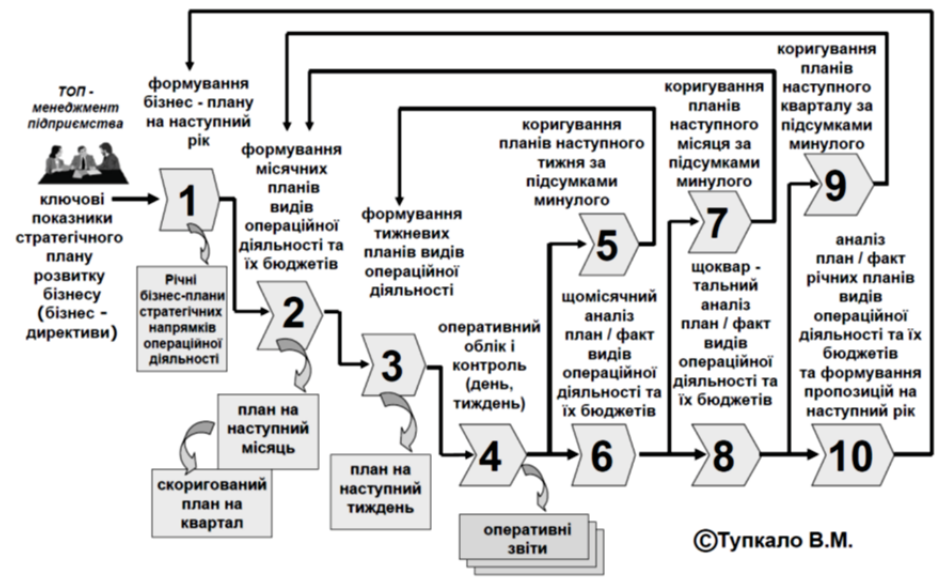 ТОП -
менеджмент
підприємства
ключові
показники
стратегічного
плану
розвитку
бізнесу
(бізнес –
директиви)
формування
бізнес - плану
на наступний
рік
1
Річні
бізнес-плани
стратегічних
напрямків
операційної
діяльності
формування
місячних
планів
видів
операційної
діяльності та
їх бюджетів
2
план на
наступний
місяць
скоригований
план на
квартал
формування
тижневих
планів видів
операційної
діяльності
3
план на
наступний
тиждень
оперативний
облік і
контроль
(день,
тиждень)
4
оперативні
звіти
коригування
планів наступного
тижня за
підсумками
минулого
5
щомісячний
аналіз
план / факт
видів
операційної
діяльності та
їх бюджетів
6
коригування
планів
наступного
місяця за
підсумками
минулого
7
щоквар -
тальний
аналіз
план / факт
видів
операційної
діяльності та
їх бюджетів
8
коригування
планів
наступного
кварталу за
підсумками
минулого
9
аналіз
план / факт
річних планів
видів
операційної
діяльності та їх
бюджетів
та формування
пропозицій на
наступний рік
10
©Тупкало В.М.